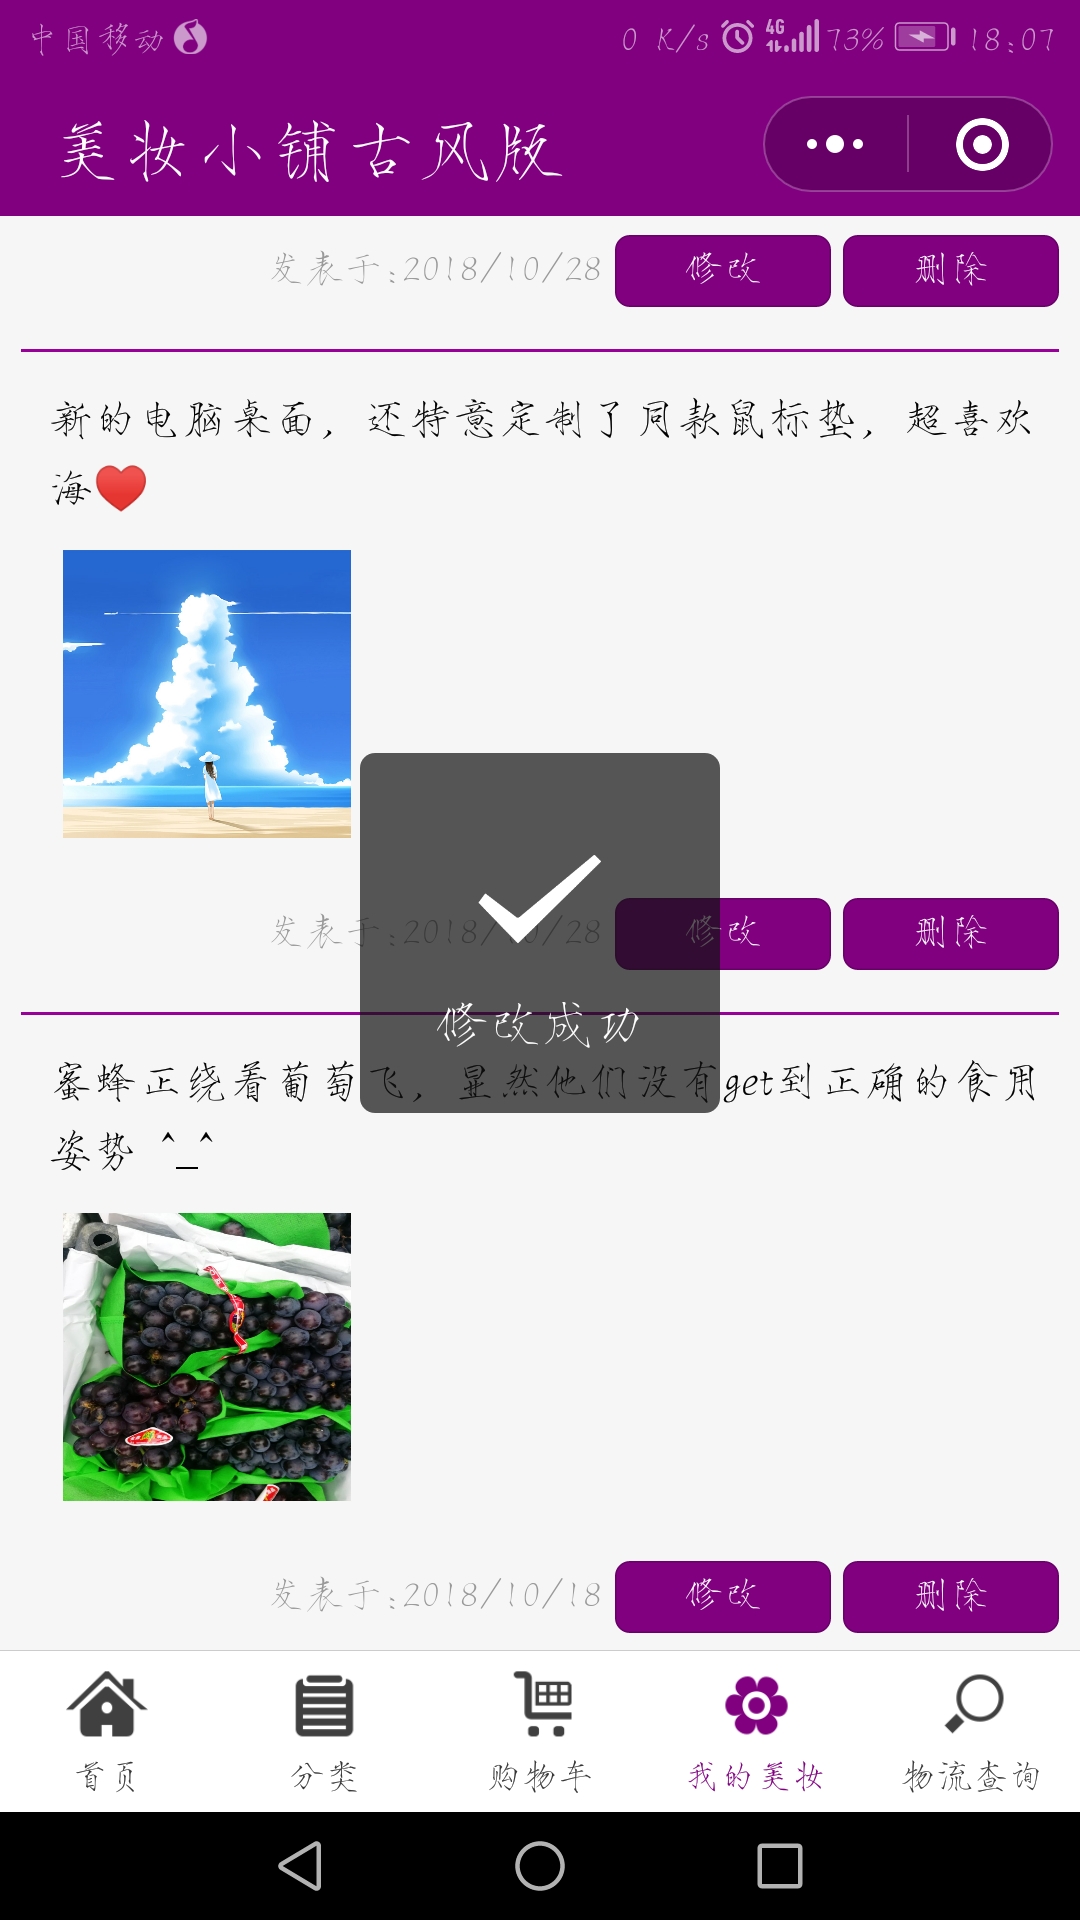 中国移动 0 K/s 4G 73% 18:07
美妆小铺古风版
发表于:2018/10/28 修改 删除
新的电脑桌面，还特意定制了同款鼠标垫，超喜欢
海❤️
发表于:2018/10/28 修改 删除
修改成功
蜜蜂正绕着葡萄飞，显然他们没有get到正确的食用
姿势 ^_^
发表于:2018/10/18 修改 删除
首页 分类 购物车 我的美妆 物流查询